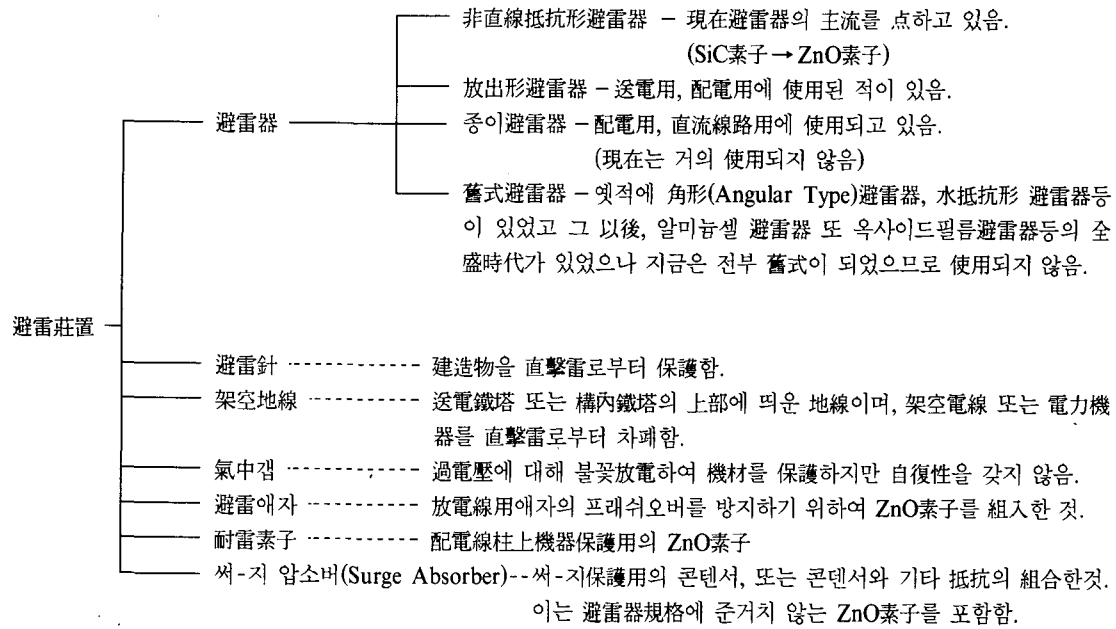 非直線抵抗形避雷器 － 現在避雷器의 主流를 点하고 있음.
(SiC素子→ZnO素子)
放出形避雷器 － 送電用, 配電用에 使用된 적이 있음.
避雷器
종이避雷器 － 配電用, 直流線路用에 使用되고 있음.
(現在는 거의 使用되지 않음)
舊式避雷器 － 옛적에 角形(Angular Type)避雷器, 水抵抗形 避雷器등
이 있었고 그 以後, 알미늄셀 避雷器 또 옥사이드필름避雷器등의 全
盛時代가 있었으나 지금은 전부 舊式이 되었으므로 使用되지 않음.
避雷莊置
避雷針 ------------ 建造物을 直擊雷로부터 保護함.
架空地線 ---------- 送電鐵塔 또는 構內鐵塔의 上部에 띄운 地線이며, 架空電線 또는 電力機
器를 直擊雷로부터 차폐함.
氣中갭 ------------ 過電壓에 대해 불꽃放電하여 機材를 保護하지만 自復性을 갖지 않음.
避雷애자 ---------- 放電線用애자의 프래쉬오버를 방지하기 위하여 ZnO素子를 組入한 것.
耐雷素子 ---------- 配電線柱上機器保護用의 ZnO素子
써-지 압소버(Surge Absorber)--써-지保護用의 콘덴서, 또는 콘덴서와 기타 抵抗의 組合한것.
이는 避雷器規格에 준거치 않는 ZnO素子를 포함함.